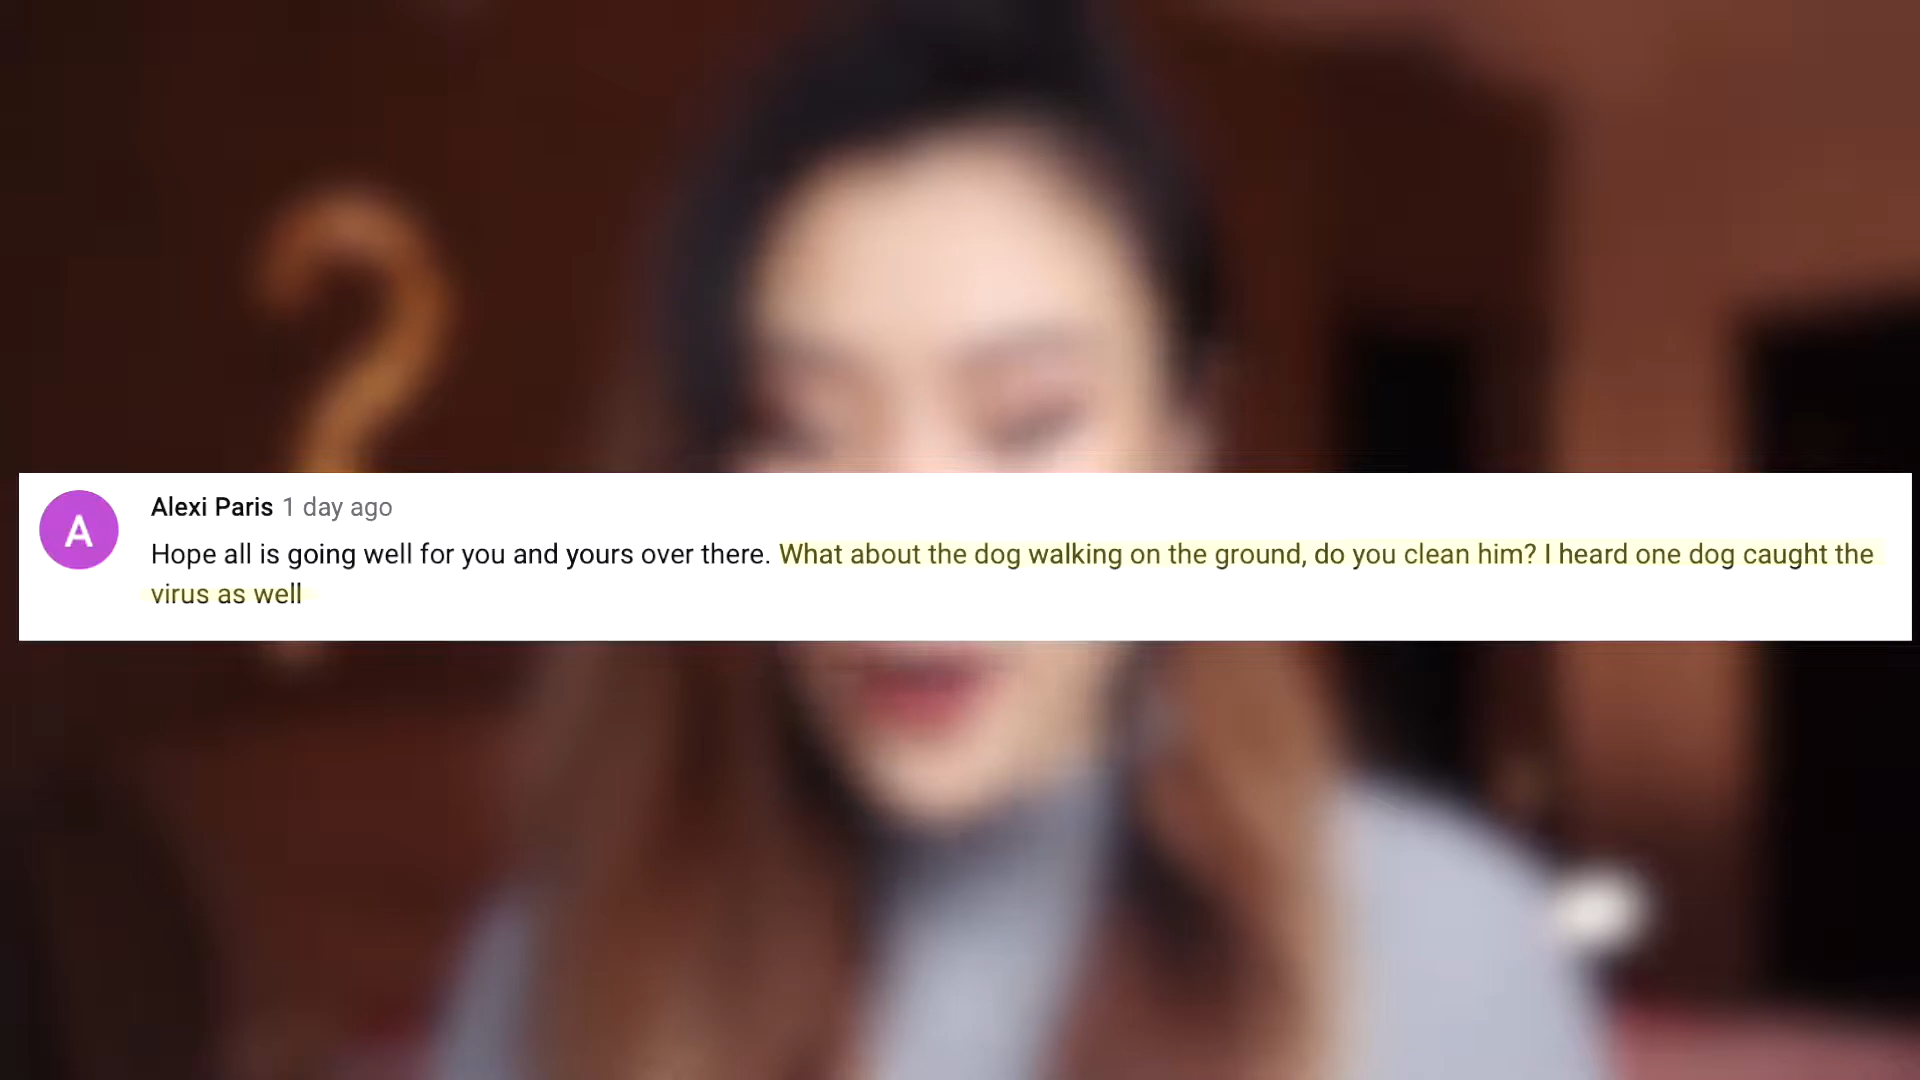 A
Alexi Paris 1 day ago
Hope all is going well for you and yours over there. What about the dog walking on the ground, do you clean him? I heard one dog caught the
virus as well